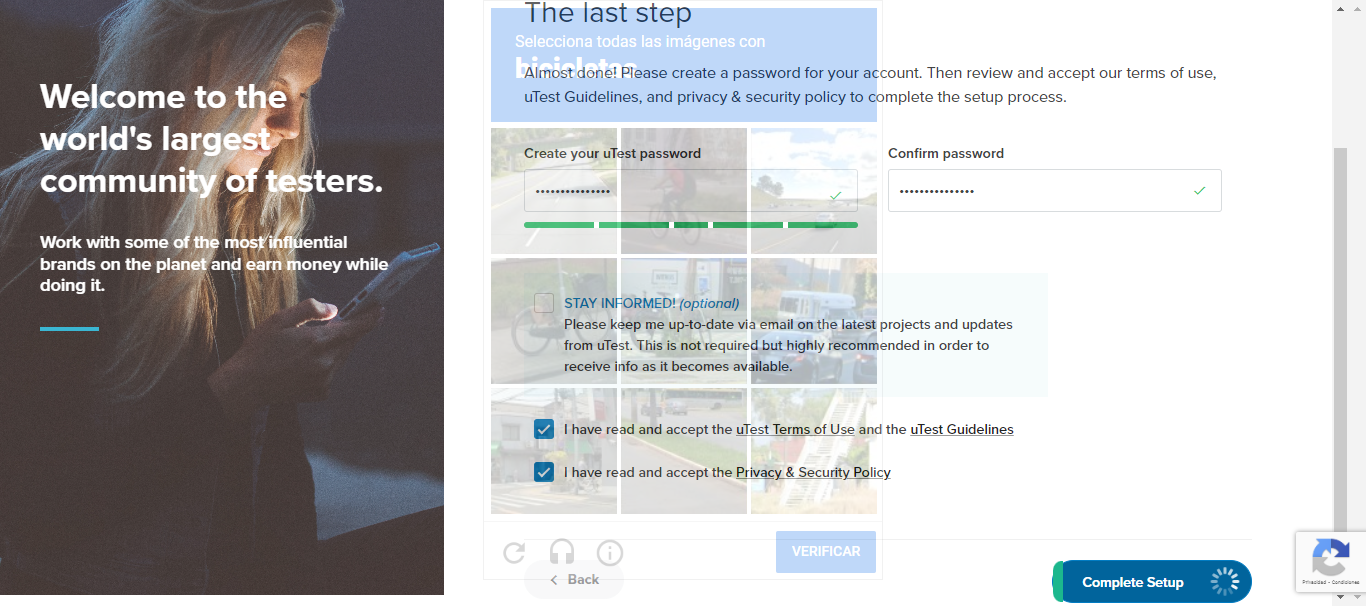 Welcome to the
world's largest
community of testers.
Work with some of the most influential
brands on the planet and earn money while
doing it.
The last step
Selecciona todas las imágenes con
bicicletas
Almost done! Please create a password for your account. Then review and accept our terms of use,
uTest Guidelines, and privacy & security policy to complete the setup process.
Create your uTest password
Confirm password
•••••••••••••••
•••••••••••••••
STAY INFORMED! (optional)
Please keep me up-to-date via email on the latest projects and updates
from uTest. This is not required but highly recommended in order to
receive info as it becomes available.
I have read and accept the uTest Terms of Use and the uTest Guidelines
I have read and accept the Privacy & Security Policy
VERIFICAR
Back
Complete Setup
Privacidad - Condiciones